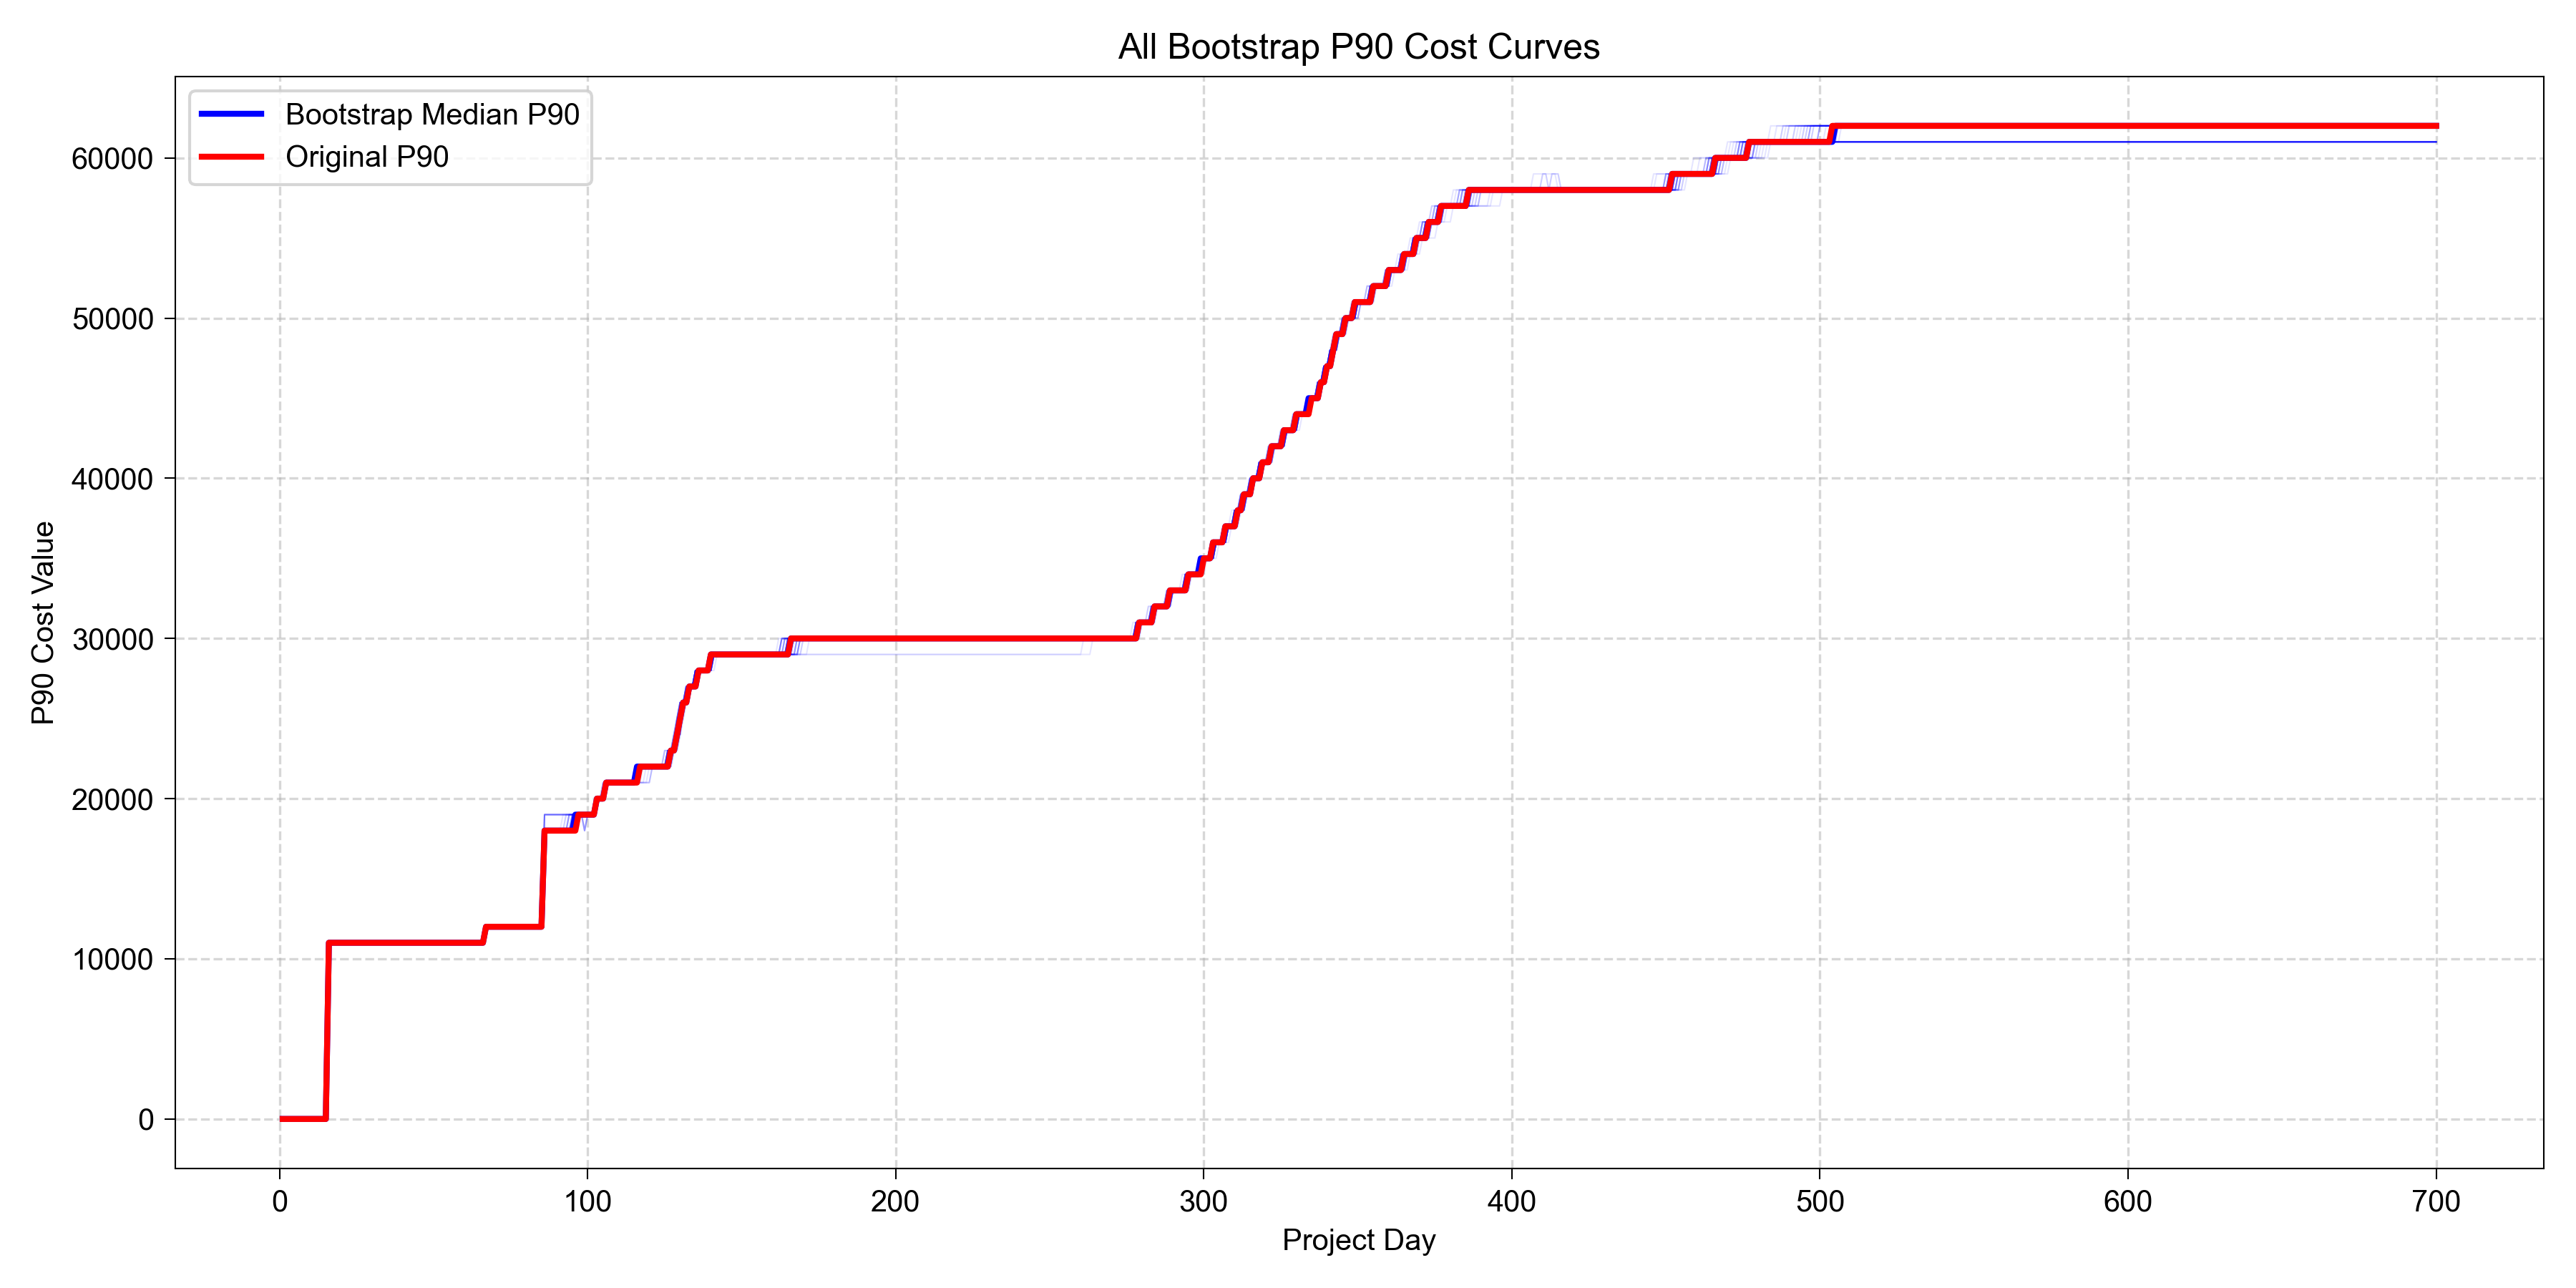 All Bootstrap P90 Cost Curves
Bootstrap Median P90
Original P90
60000
50000
40000
30000
20000
10000
0
P90 Cost Value
0 100 200 300 400 500 600 700
Project Day